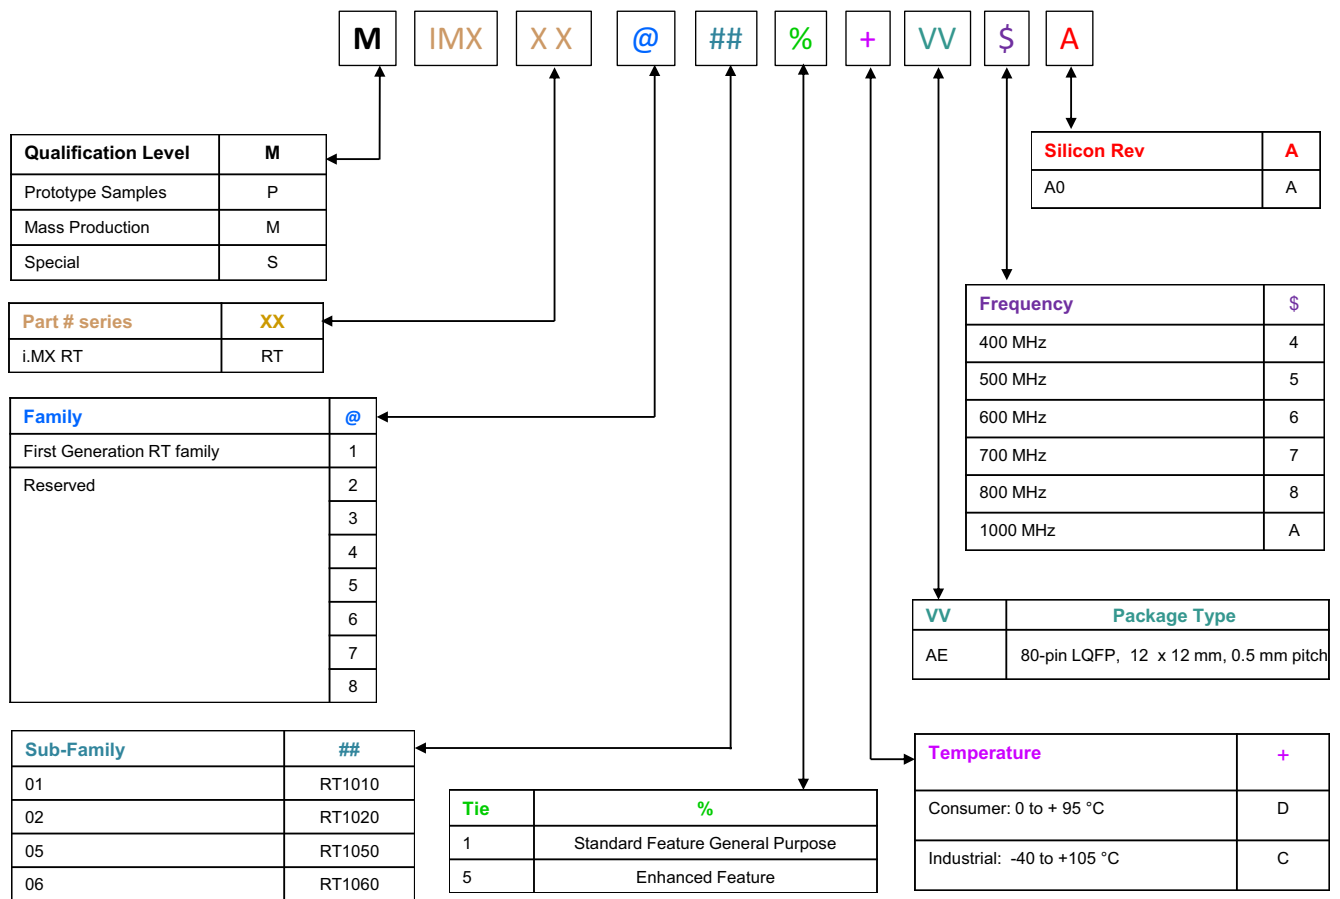 M IMX X X @ ## % + VV $ A
Qualification Level M
Prototype Samples P
Mass Production M
Special S
Silicon Rev A
A0 A
Part # series XX
i.MX RT RT
Frequency $
400 MHz 4
500 MHz 5
600 MHz 6
700 MHz 7
800 MHz 8
1000 MHz A
Family @
First Generation RT family 1
Reserved 2
3
4
5
6
7
8
VV Package Type
AE 80-pin LQFP, 12 x 12 mm, 0.5 mm pitch
Sub-Family ##
01 RT1010
02 RT1020
05 RT1050
06 RT1060
Tie %
1 Standard Feature General Purpose
5 Enhanced Feature
Temperature +
Consumer: 0 to + 95 °C D
Industrial: -40 to +105 °C C